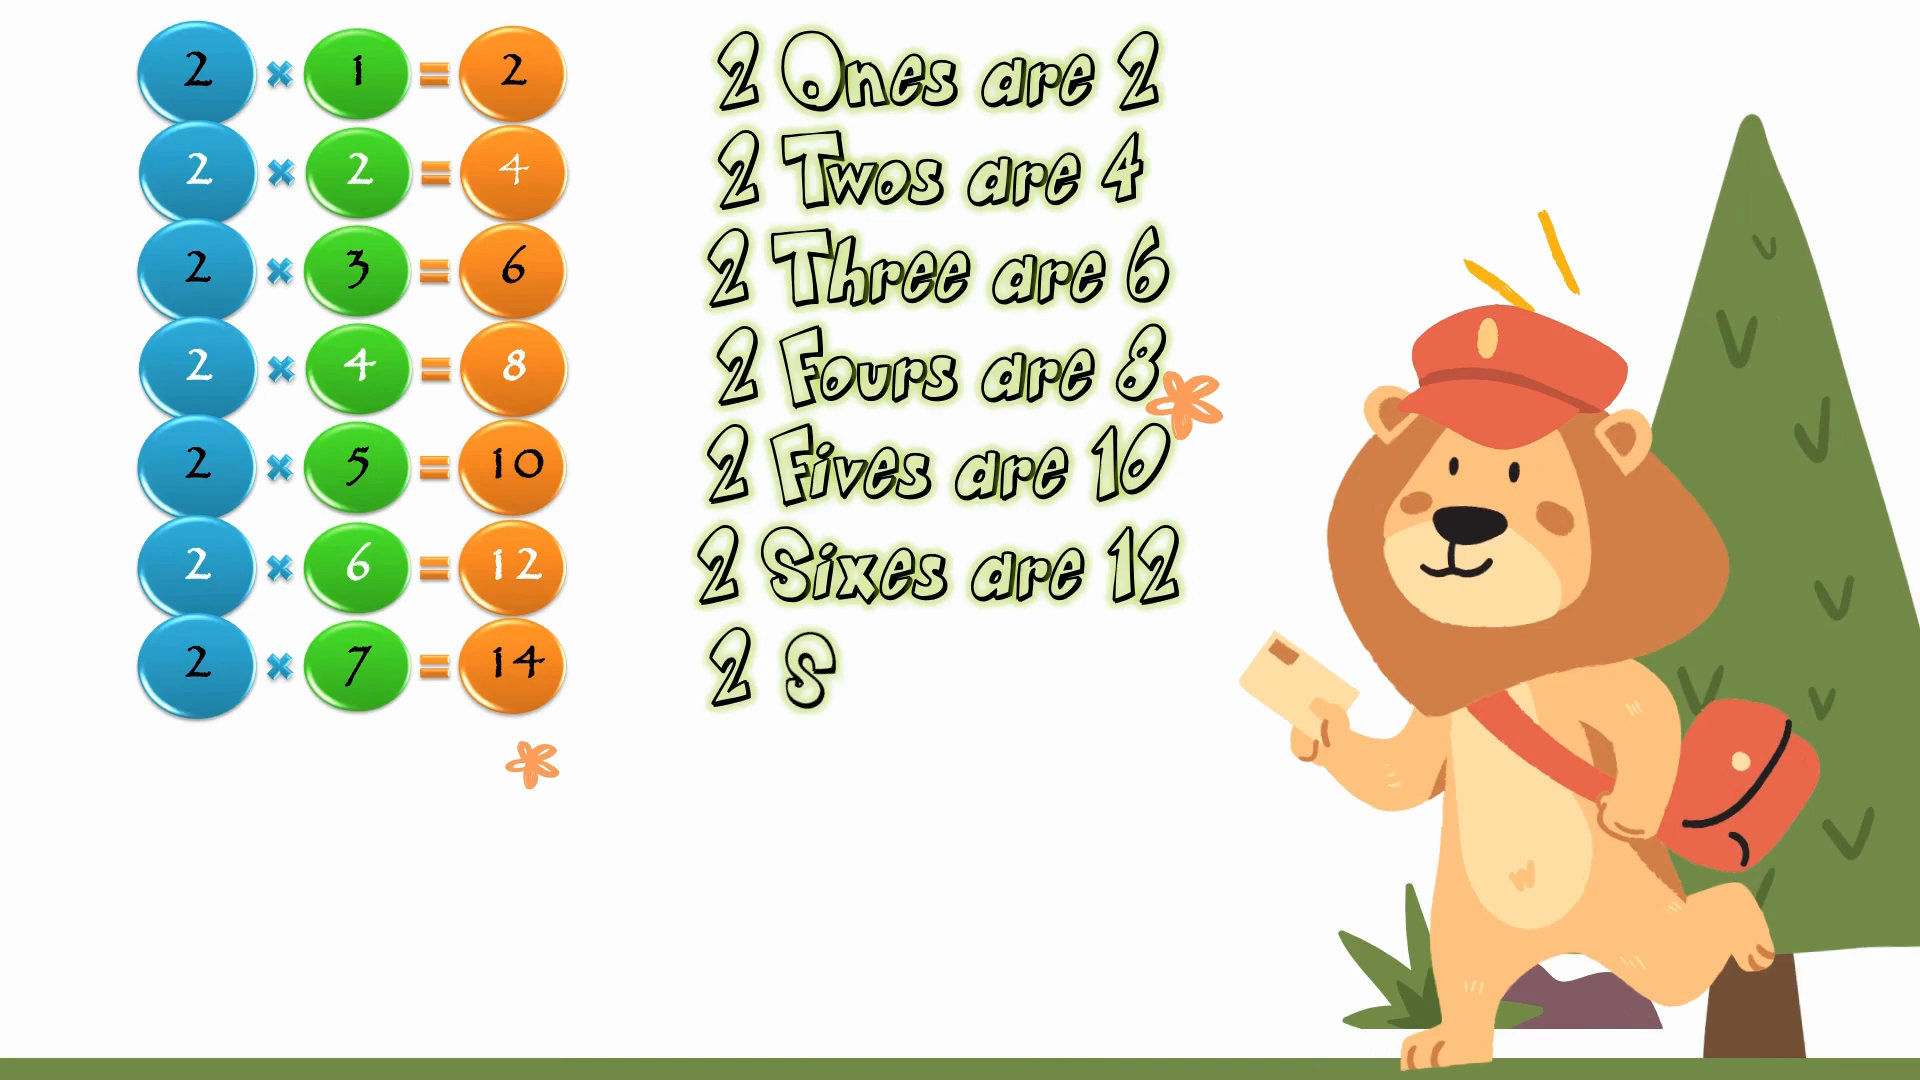 2 × 1 = 2 2 Ones are 2
2 × 2 = 4 2 Twos are 4
2 × 3 = 6 2 Three are 6
2 × 4 = 8 2 Fours are 8
2 × 5 = 10 2 Fives are 10
2 × 6 = 12 2 Sixes are 12
2 × 7 = 14 2 S